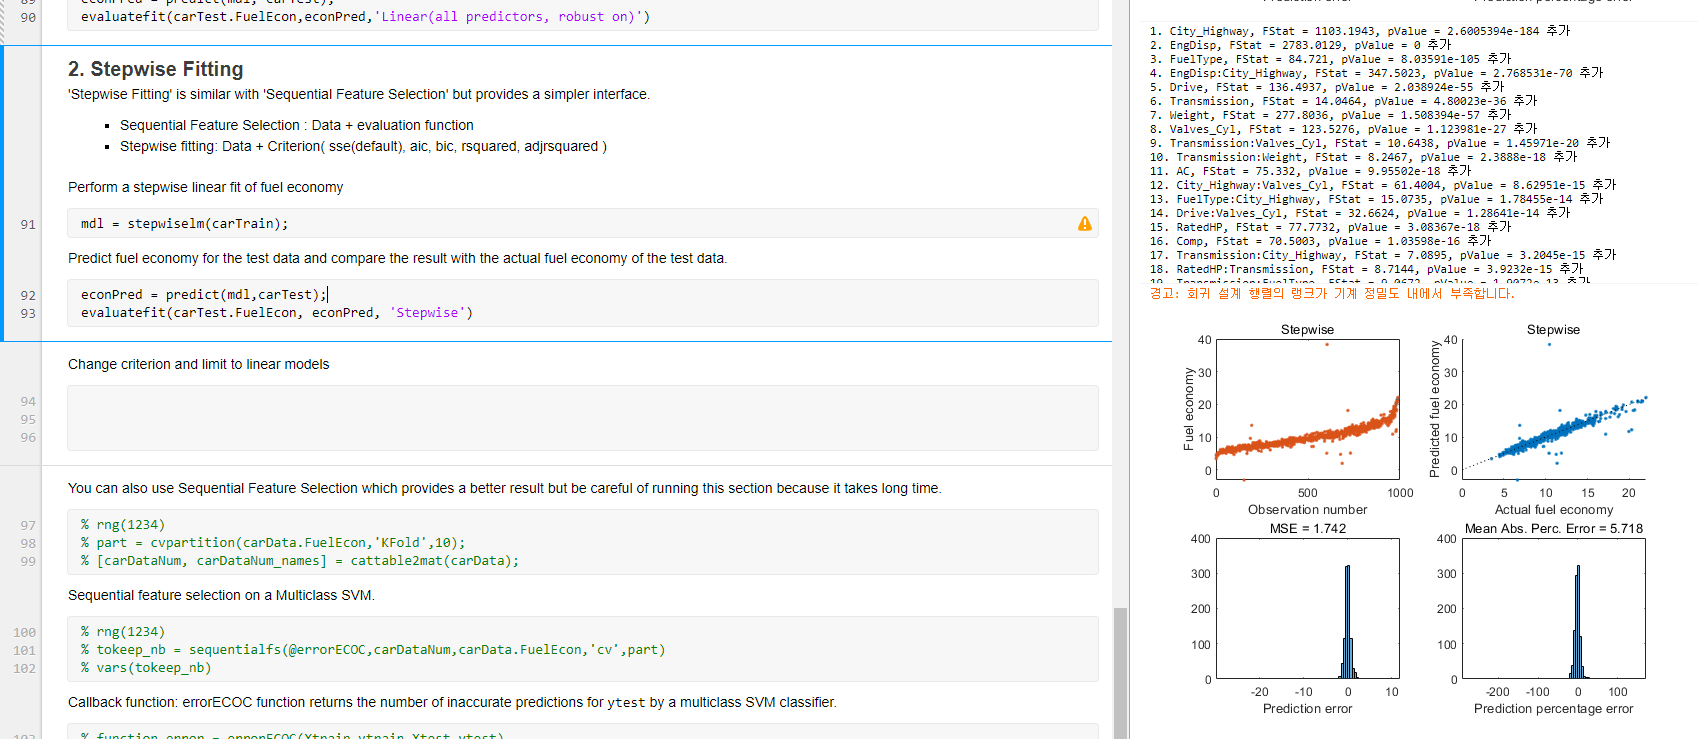 90
econPred = predict(mdl, carTest);
evaluatefit(carTest.FuelEcon,econPred,'Linear(all predictors, robust on)')
2. Stepwise Fitting
'Stepwise Fitting' is similar with 'Sequential Feature Selection' but provides a simpler interface.
▪ Sequential Feature Selection : Data + evaluation function
▪ Stepwise fitting: Data + Criterion( sse(default), aic, bic, rsquared, adjrsquared )
Perform a stepwise linear fit of fuel economy
91 mdl = stepwiselm(carTrain);
Predict fuel economy for the test data and compare the result with the actual fuel economy of the test data.
92 econPred = predict(mdl,carTest);
93 evaluatefit(carTest.FuelEcon, econPred, 'Stepwise')
Change criterion and limit to linear models
94
95
96
You can also use Sequential Feature Selection which provides a better result but be careful of running this section because it takes long time.
97 % rng(1234)
98 % part = cvpartition(carData.FuelEcon,'KFold',10);
99 % [carDataNum, carDataNum_names] = cattable2mat(carData);
Sequential feature selection on a Multiclass SVM.
100 % rng(1234)
101 % tokeep_nb = sequentialfs(@errorECOC,carDataNum,carData.FuelEcon,'cv',part)
102 % vars(tokeep_nb)
Callback function: errorECOC function returns the number of inaccurate predictions for ytest by a multiclass SVM classifier.
103 % function error = errorECOC(Xtrain,ytrain,Xtest,ytest)
Prediction error
Prediction percentage error
1. City_Highway, FStat = 1103.1943, pValue = 2.6005394e-184 추가
2. EngDisp, FStat = 2783.0129, pValue = 0 추가
3. FuelType, FStat = 84.721, pValue = 8.03591e-105 추가
4. EngDisp:City_Highway, FStat = 347.5023, pValue = 2.768531e-70 추가
5. Drive, FStat = 136.4937, pValue = 2.038924e-55 추가
6. Transmission, FStat = 14.0464, pValue = 4.80023e-36 추가
7. Weight, FStat = 277.8036, pValue = 1.508394e-57 추가
8. Valves_Cyl, FStat = 123.5276, pValue = 1.123981e-27 추가
9. Transmission:Valves_Cyl, FStat = 10.6438, pValue = 1.45971e-20 추가
10. Transmission:Weight, FStat = 8.2467, pValue = 2.3888e-18 추가
11. AC, FStat = 75.332, pValue = 9.95502e-18 추가
12. City_Highway:Valves_Cyl, FStat = 61.4004, pValue = 8.62951e-15 추가
13. FuelType:City_Highway, FStat = 15.0735, pValue = 1.78455e-14 추가
14. Drive:Valves_Cyl, FStat = 32.6624, pValue = 1.28641e-14 추가
15. RatedHP, FStat = 77.7732, pValue = 3.08367e-18 추가
16. Comp, FStat = 70.5003, pValue = 1.03598e-16 추가
17. Transmission:City_Highway, FStat = 7.0895, pValue = 3.2045e-15 추가
18. RatedHP:Transmission, FStat = 8.7144, pValue = 3.9232e-15 추가
19. Transmission:FuelType, FStat = 9.0672, pValue = 1.9072e-13 추가
경고: 회귀 설계 행렬의 랭크가 기계 정밀도 내에서 부족합니다.
Stepwise
40
30
20
10
0
0 500 1000
Fuel economy
Observation number
Stepwise
40
30
20
10
0
0 5 10 15 20
Predicted fuel economy
Actual fuel economy
MSE = 1.742
400
300
200
100
0
-20 -10 0 10
Prediction error
Mean Abs. Perc. Error = 5.718
400
300
200
100
0
-200 -100 0 100
Prediction percentage error